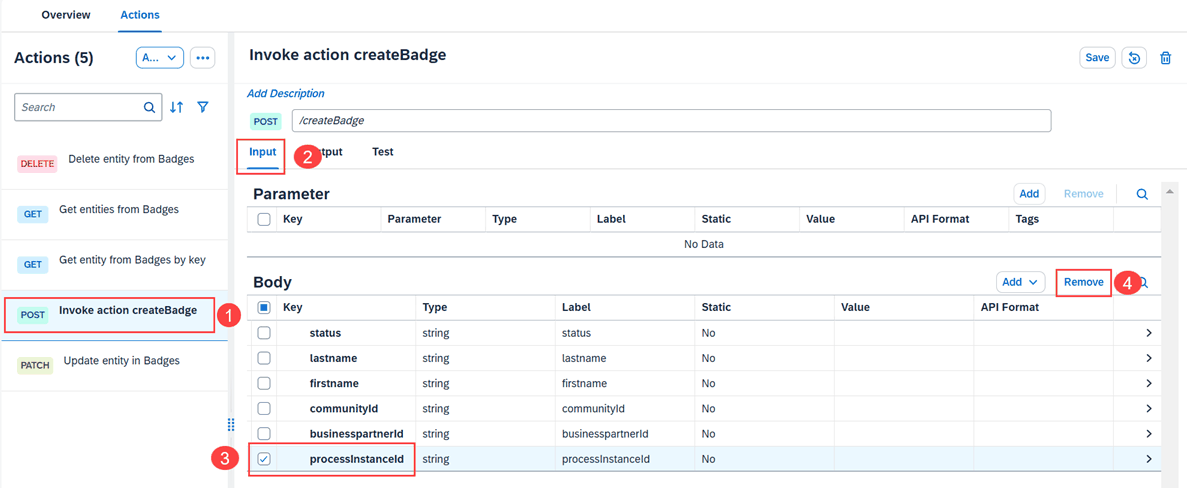 Overview Actions
Actions (5) A... Invoke action createBadge Save
Add Description
Search
POST /createBadge
Input 2 tput Test
DELETE Delete entity from Badges
Parameter Add Remove
GET Get entities from Badges
Key Parameter Type Label Static Value API Format Tags
No Data
GET Get entity from Badges by key
Body Add Remove 4
POST Invoke action createBadge 1
Key Type Label Static Value API Format
status string status No
PATCH Update entity in Badges
lastname string lastname No
firstname string firstname No
communityId string communityId No
businesspartnerId string businesspartnerId No
3 processInstanceId string processInstanceId No